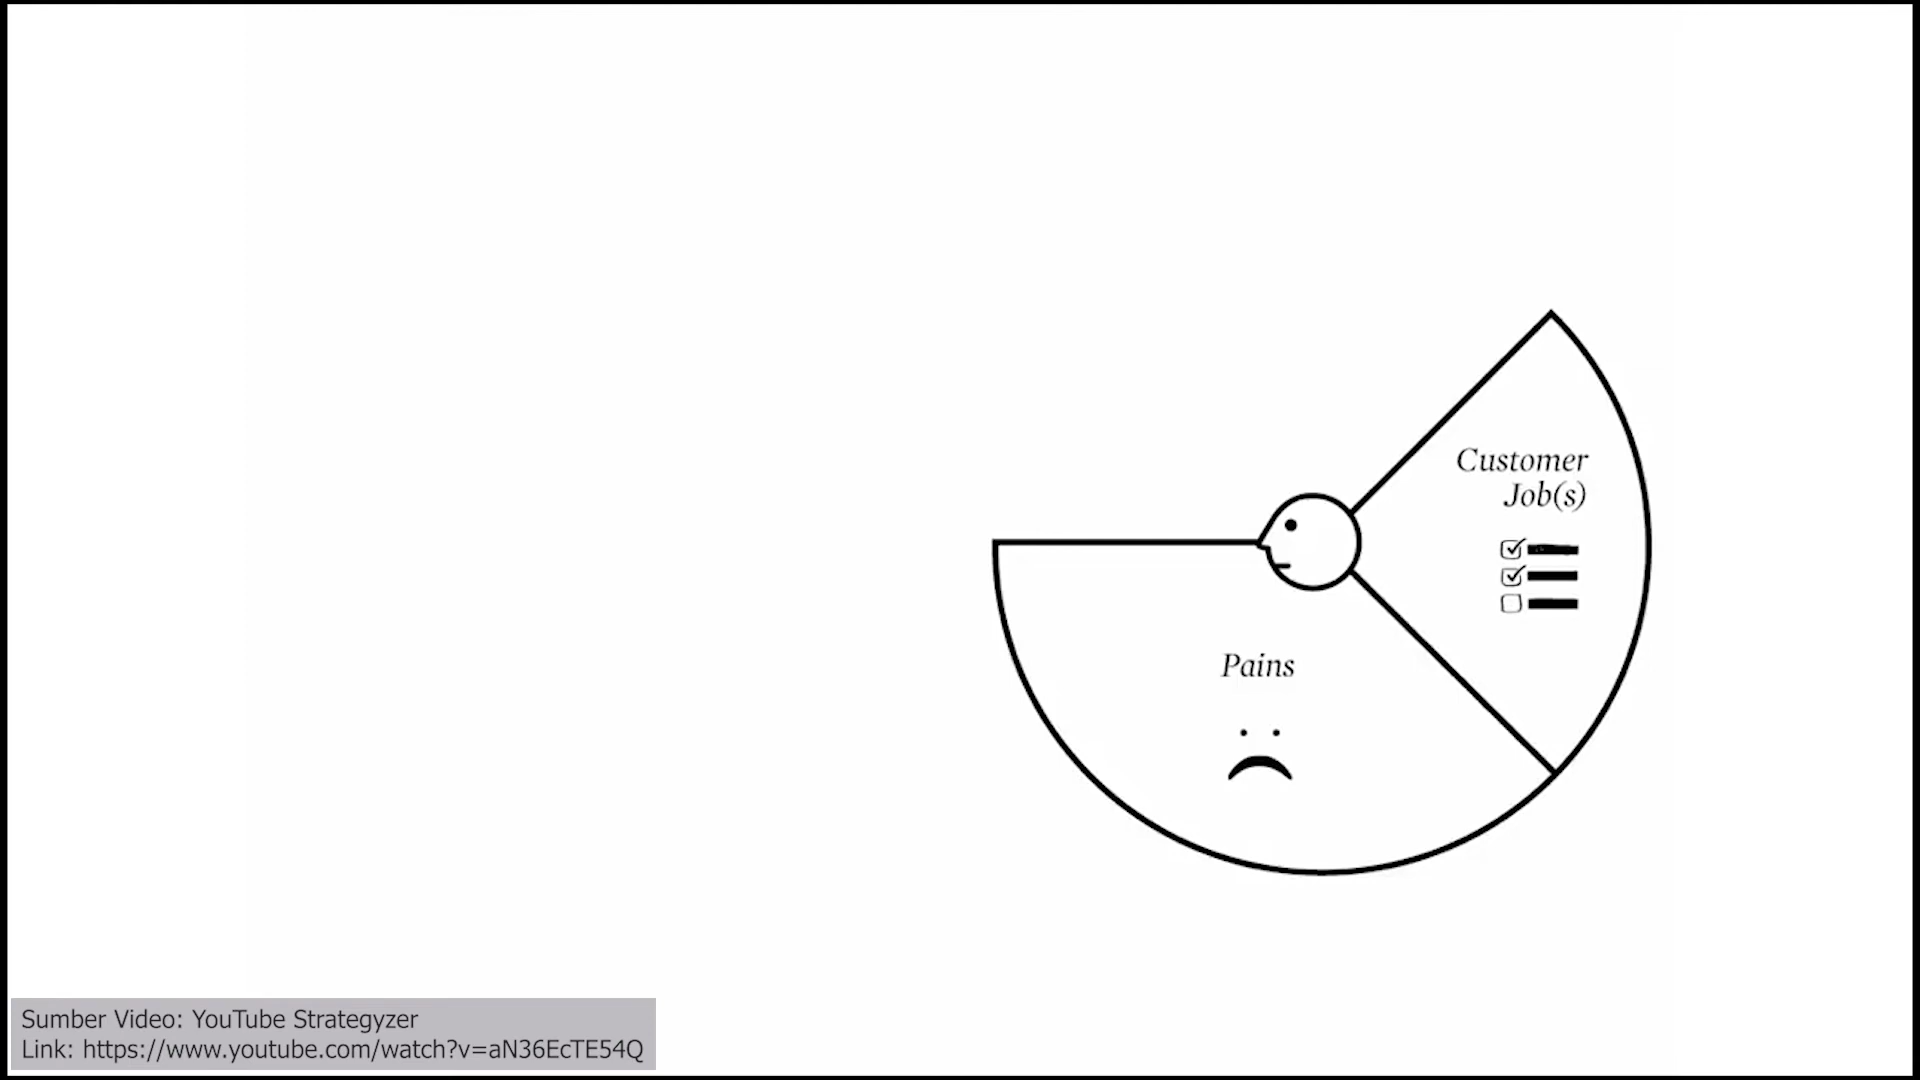 Customer
Job(s)
Pains
Sumber Video: YouTube Strategyzer
Link: https://www.youtube.com/watch?v=aN36EcTE54Q